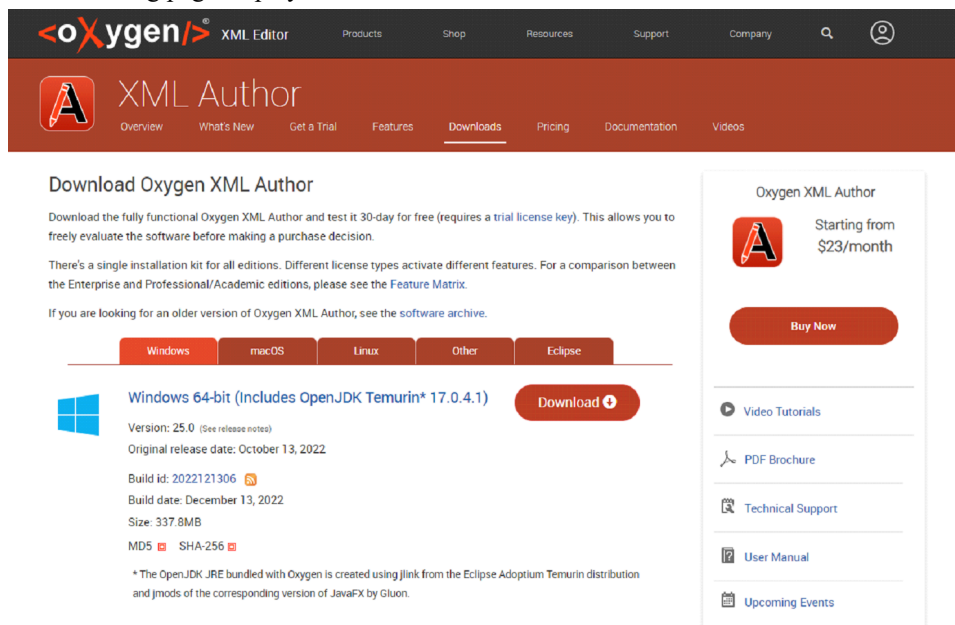 <oXygen/>® XML Editor Products Shop Resources Support Company
XML Author
Overview What's New Get a Trial Features Downloads Pricing Documentation Videos
Download Oxygen XML Author
Download the fully functional Oxygen XML Author and test it 30-day for free (requires a trial license key). This allows you to
freely evaluate the software before making a purchase decision.
There's a single installation kit for all editions. Different license types activate different features. For a comparison between
the Enterprise and Professional/Academic editions, please see the Feature Matrix.
If you are looking for an older version of Oxygen XML Author, see the software archive.
Windows macOS Linux Other Eclipse
Windows 64-bit (Includes OpenJDK Temurin* 17.0.4.1)
Download
Version: 25.0 (See release notes)
Original release date: October 13, 2022
Build id: 2022121306
Build date: December 13, 2022
Size: 337.8MB
MD5 SHA-256
* The OpenJDK JRE bundled with Oxygen is created using jlink from the Eclipse Adoptium Temurin distribution
and jmods of the corresponding version of JavaFX by Gluon.
Oxygen XML Author
Starting from
$23/month
Buy Now
Video Tutorials
PDF Brochure
Technical Support
User Manual
Upcoming Events